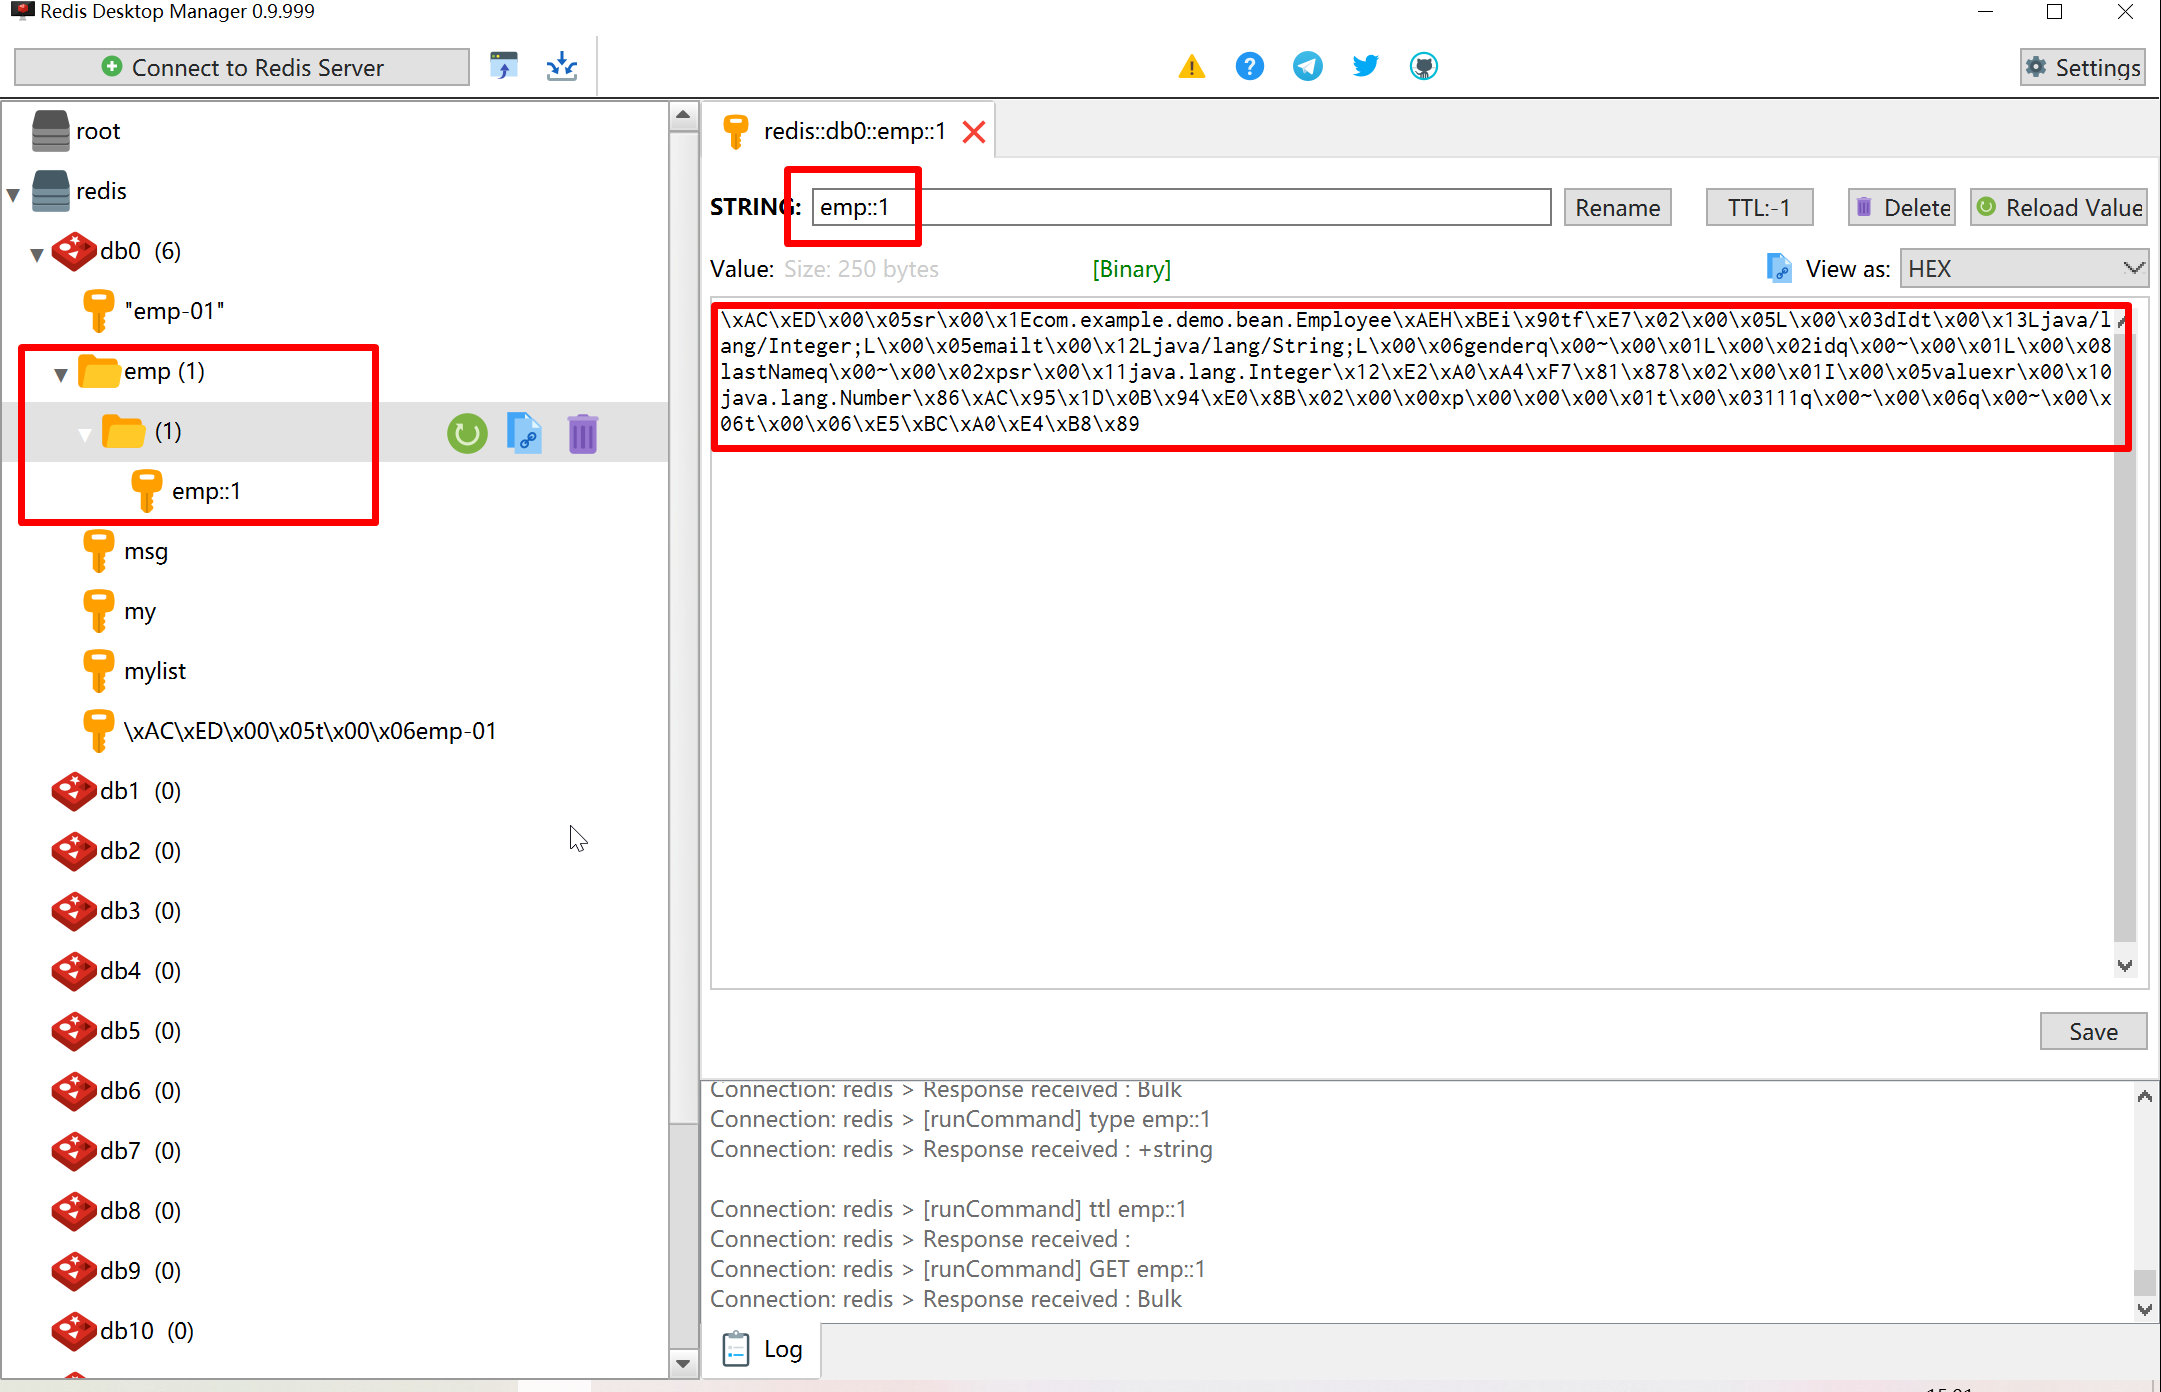 Redis Desktop Manager 0.9.999
Connect to Redis Server
Settings
root
redis
db0 (6)
"emp-01"
emp (1)
(1)
emp::1
msg
my
mylist
\xAC\xED\x00\x05t\x00\x06emp-01
db1 (0)
db2 (0)
db3 (0)
db4 (0)
db5 (0)
db6 (0)
db7 (0)
db8 (0)
db9 (0)
db10 (0)
redis::db0::emp::1
STRING: emp::1 Rename TTL:-1 Delete Reload Value
Value: Size: 250 bytes [Binary] View as: HEX
\xAC\xED\x00\x05sr\x00\x1Ecom.example.demo.bean.Employee\xAEH\xBEi\x90tf\xE7\x02\x00\x05L\x00\x03dIdt\x00\x13Ljava/l
ang/Integer;L\x00\x05emailt\x00\x12Ljava/lang/String;L\x00\x06genderq\x00~\x00\x01L\x00\x02idq\x00~\x00\x01L\x00\x08
lastNameq\x00~\x00\x02xpsr\x00\x11java.lang.Integer\x12\xE2\xA0\xA4\xF7\x81\x878\x02\x00\x01I\x00\x05valuexr\x00\x10
java.lang.Number\x86\xAC\x95\x1D\x0B\x94\xE0\x8B\x02\x00\x00xp\x00\x00\x00\x01t\x00\x03111q\x00~\x00\x06q\x00~\x00\x
06t\x00\x06\xE5\xBC\xA0\xE4\xB8\x89
Save
Connection: redis > Response received : Bulk
Connection: redis > [runCommand] type emp::1
Connection: redis > Response received : +string
Connection: redis > [runCommand] ttl emp::1
Connection: redis > Response received :
Connection: redis > [runCommand] GET emp::1
Connection: redis > Response received : Bulk
Log